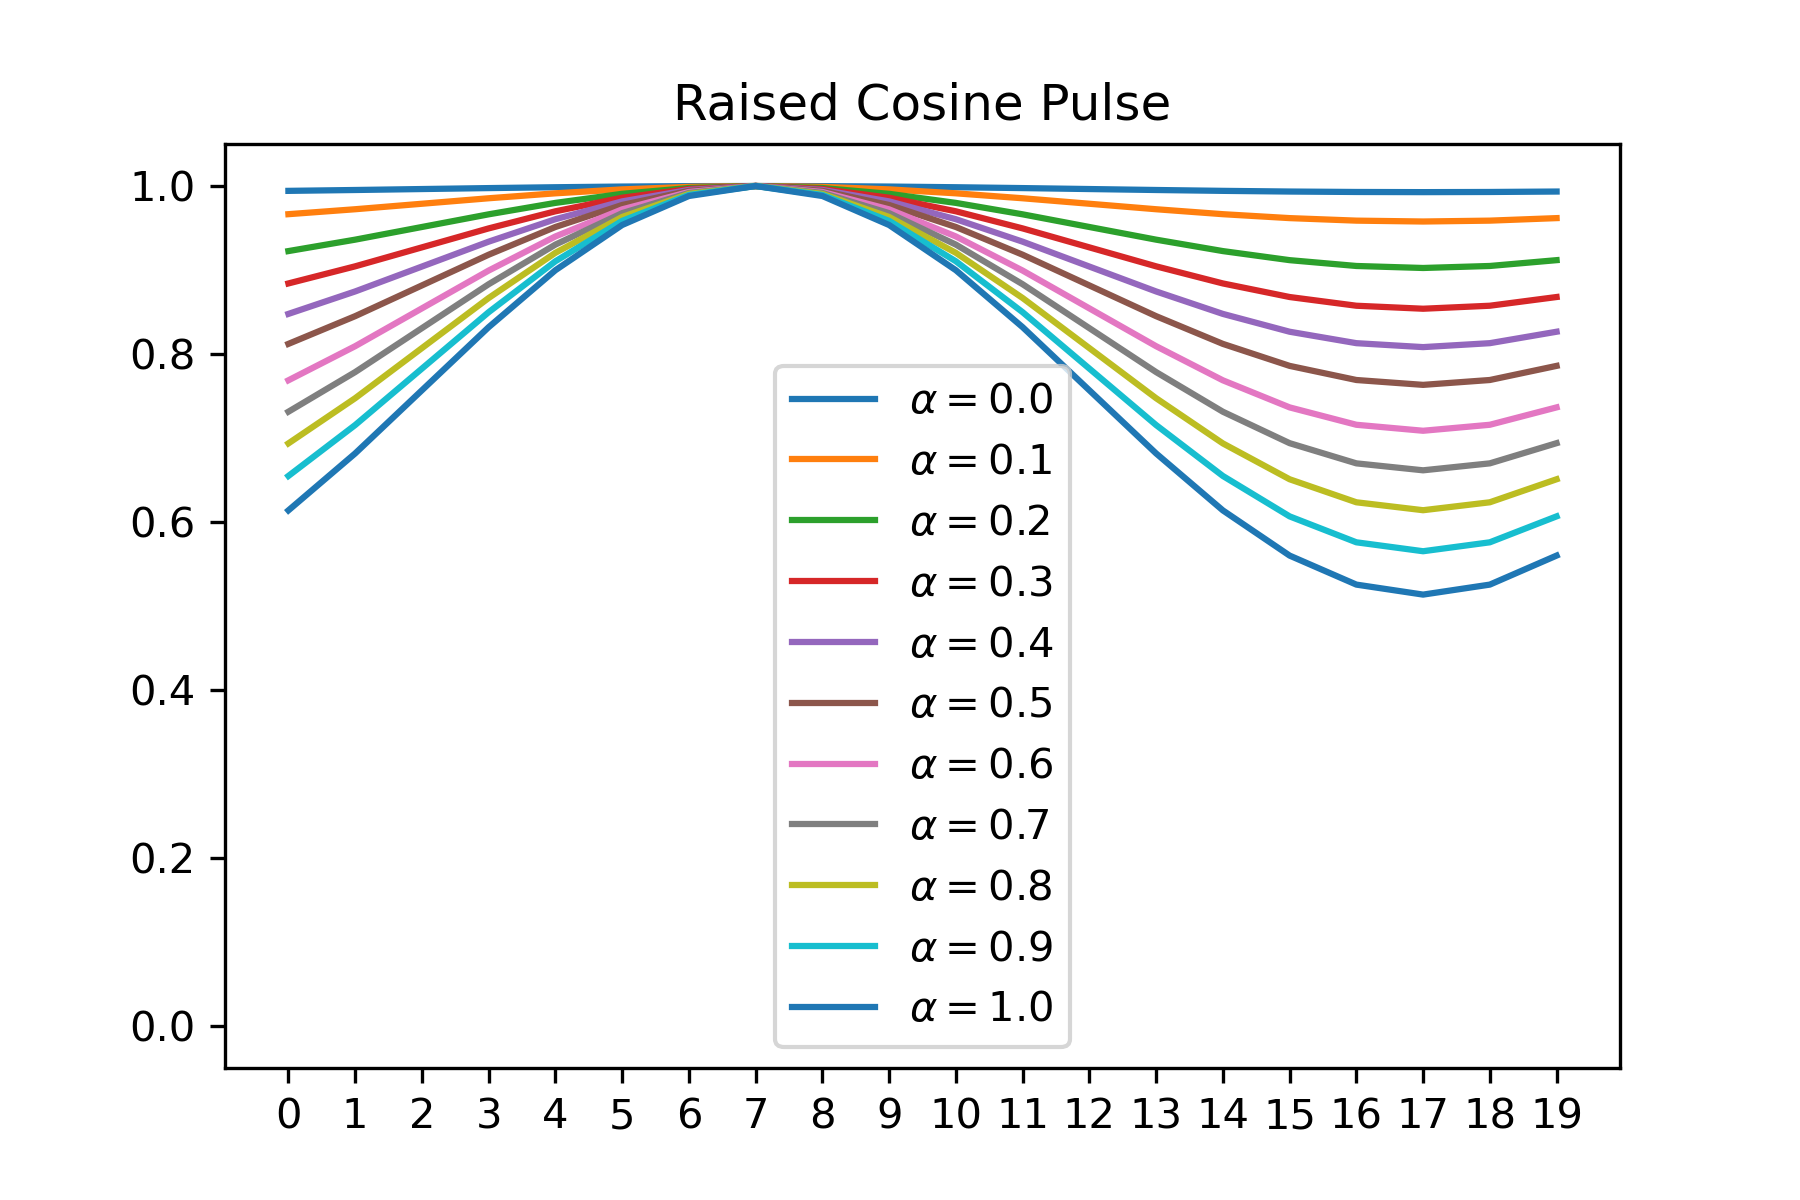 Raised Cosine Pulse
1.0
0.8
0.6
0.4
0.2
0.0
α = 0.0
α = 0.1
α = 0.2
α = 0.3
α = 0.4
α = 0.5
α = 0.6
α = 0.7
α = 0.8
α = 0.9
α = 1.0
0 1 2 3 4 5 6 7 8 9 10 11 12 13 14 15 16 17 18 19